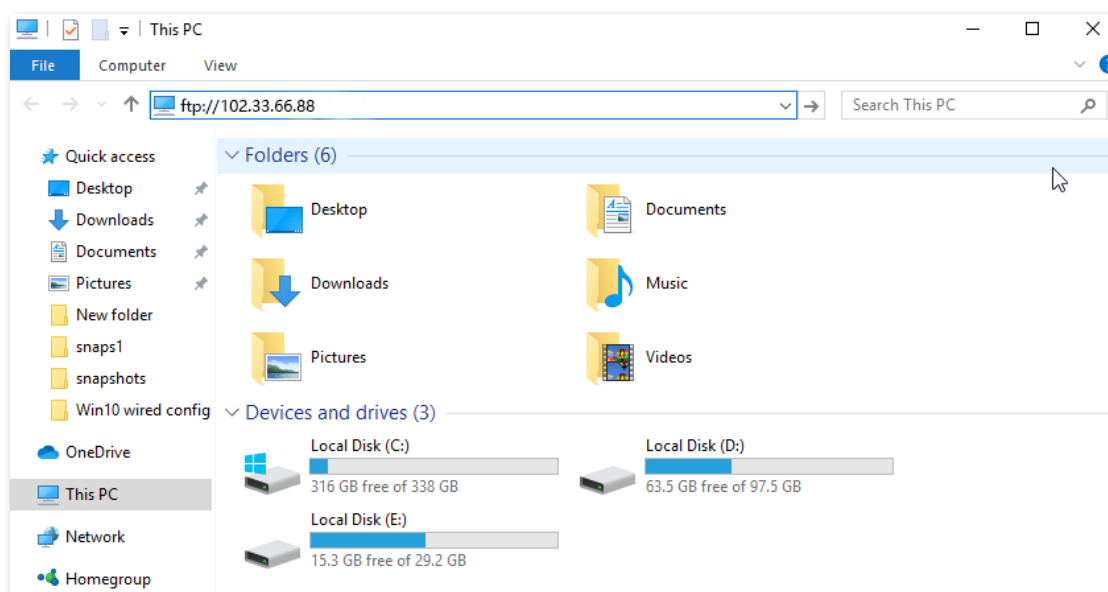 This PC
File Computer View
ftp://102.33.66.88
Search This PC
Quick access
Desktop
Downloads
Documents
Pictures
New folder
snaps1
snapshots
Win10 wired config
OneDrive
This PC
Network
Homegroup
Folders (6)
Desktop
Documents
Downloads
Music
Pictures
Videos
Devices and drives (3)
Local Disk (C:)
316 GB free of 338 GB
Local Disk (D:)
63.5 GB free of 97.5 GB
Local Disk (E:)
15.3 GB free of 29.2 GB